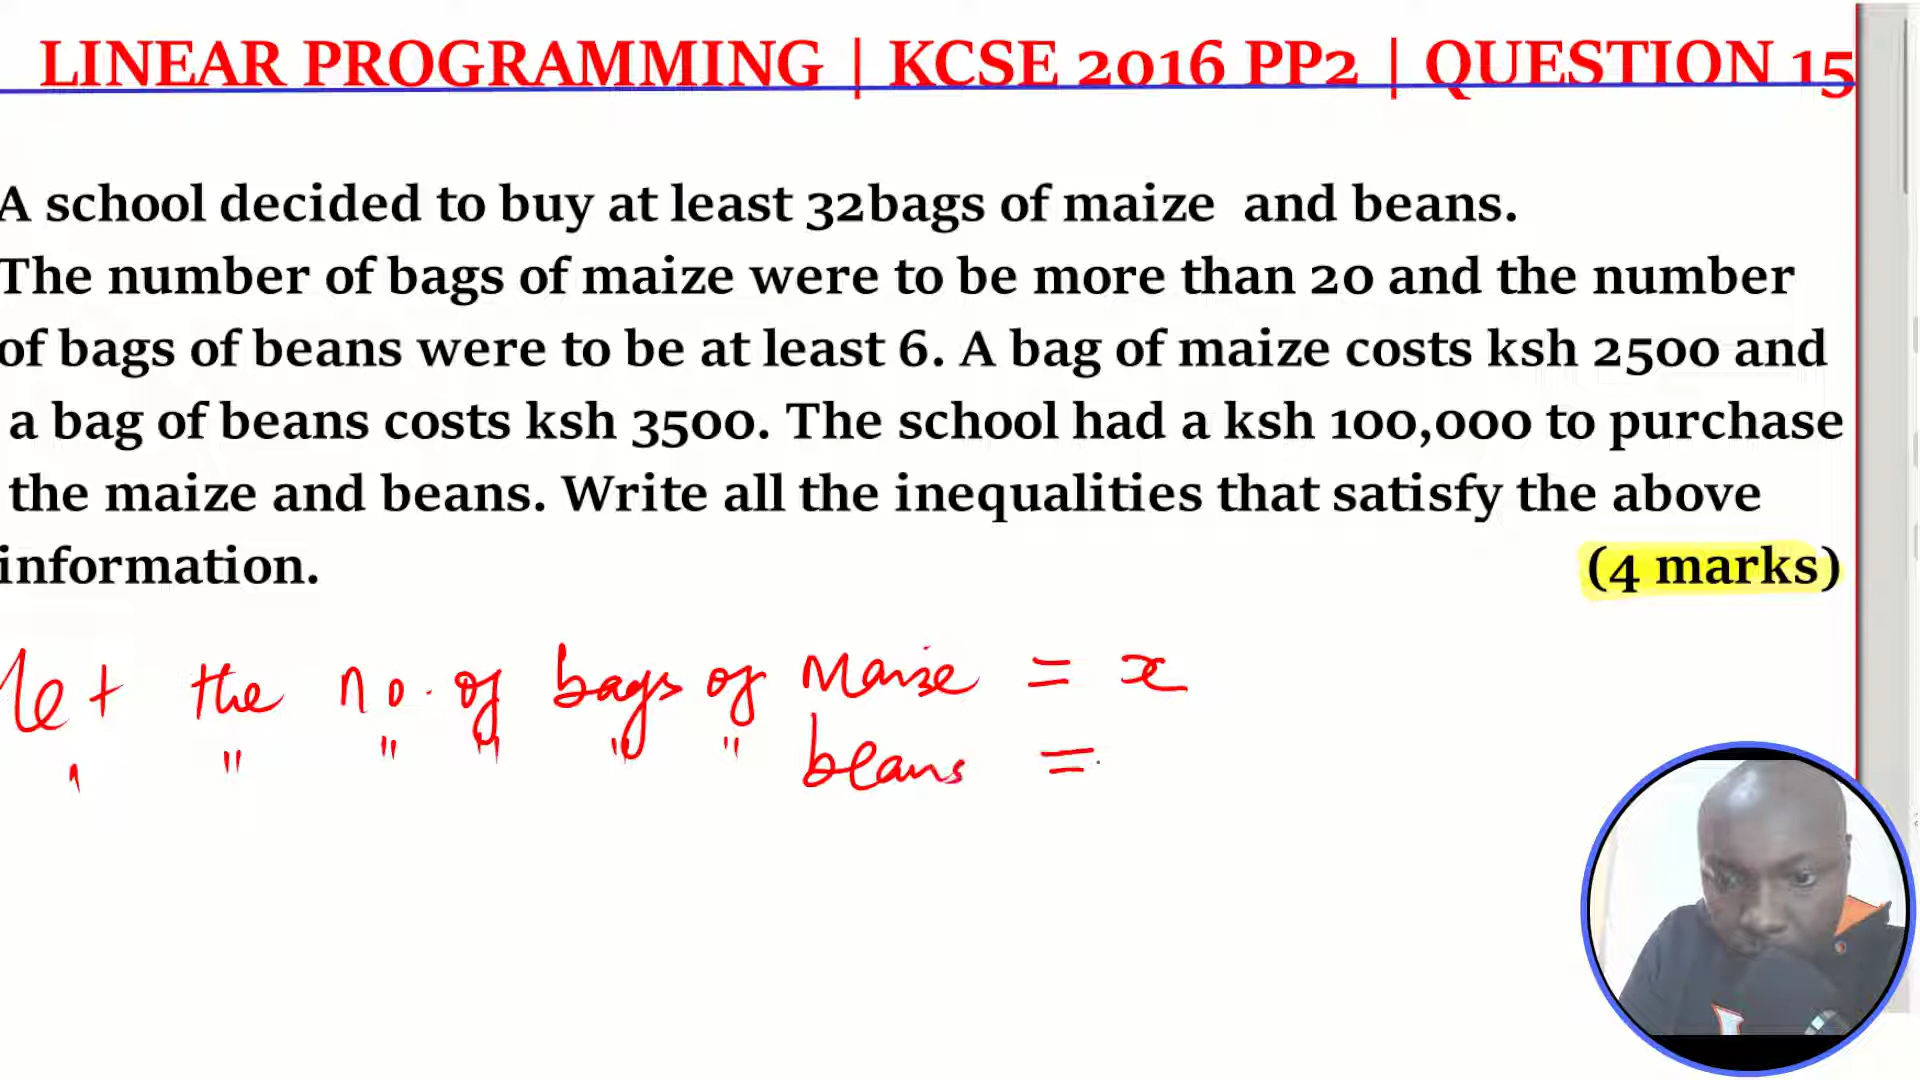 LINEAR PROGRAMMING | KCSE 2016 PP2 | QUESTION 15
A school decided to buy at least 32bags of maize and beans.
The number of bags of maize were to be more than 20 and the number
of bags of beans were to be at least 6. A bag of maize costs ksh 2500 and
a bag of beans costs ksh 3500. The school had a ksh 100,000 to purchase
the maize and beans. Write all the inequalities that satisfy the above
information. (4 marks)
let the no. of bags of Maize = x
" " " " " " beans =